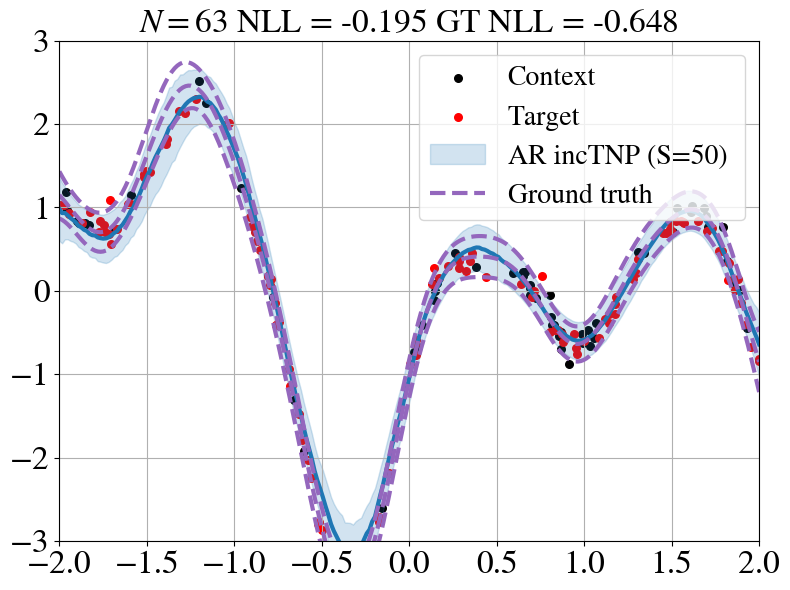 N = 63 NLL = -0.195 GT NLL = -0.648
Context
Target
AR incTNP (S=50)
Ground truth
3
2
1
0
−1
−2
−3
−2.0 −1.5 −1.0 −0.5 0.0 0.5 1.0 1.5 2.0